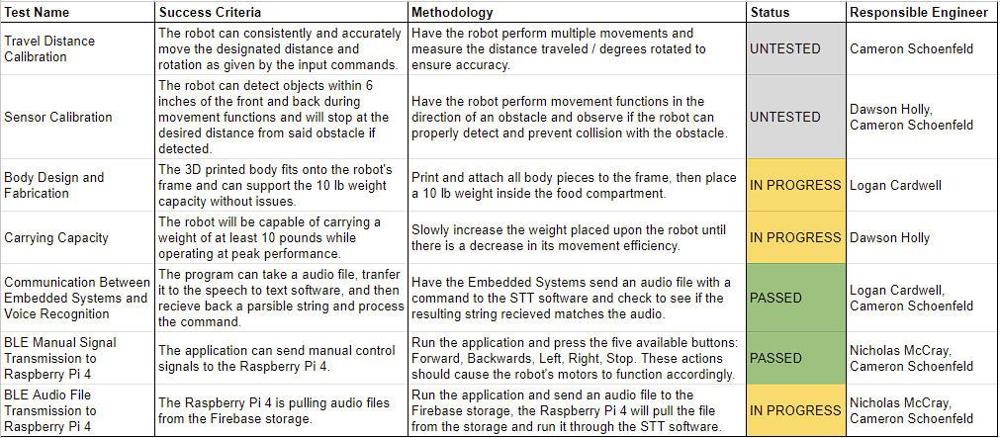 Test Name Success Criteria Methodology Status Responsible Engineer
Travel Distance
Calibration
The robot can consistently and accurately
move the designated distance and
rotation as given by the input commands.
Have the robot perform multiple movements and
measure the distance traveled / degrees rotated to
ensure accuracy.
UNTESTED
Cameron Schoenfeld
Sensor Calibration
The robot can detect objects within 6
inches of the front and back during
movement functions and will stop at the
desired distance from said obstacle if
detected.
Have the robot perform movement functions in the
direction of an obstacle and observe if the robot can
properly detect and prevent collision with the obstacle.
UNTESTED
Dawson Holly,
Cameron Schoenfeld
Body Design and
Fabrication
The 3D printed body fits onto the robot's
frame and can support the 10 lb weight
capacity without issues.
Print and attach all body pieces to the frame, then place
a 10 lb weight inside the food compartment.
IN PROGRESS
Logan Cardwell
Carrying Capacity
The robot will be capable of carrying a
weight of at least 10 pounds while
operating at peak performance.
Slowly increase the weight placed upon the robot until
there is a decrease in its movement efficiency.
IN PROGRESS
Dawson Holly
Communication Between
Embedded Systems and
Voice Recognition
The program can take a audio file, tranfer
it to the speech to text software, and then
recieve back a parsible string and process
the command.
Have the Embedded Systems send an audio file with a
command to the STT software and check to see if the
resulting string recieved matches the audio.
PASSED
Logan Cardwell,
Cameron Schoenfeld
BLE Manual Signal
Transmission to
Raspberry Pi 4
The application can send manual control
signals to the Raspberry Pi 4.
Run the application and press the five available buttons:
Forward, Backwards, Left, Right, Stop. These actions
should cause the robot's motors to function accordingly.
PASSED
Nicholas McCray,
Cameron Schoenfeld
BLE Audio File
Transmission to
Raspberry Pi 4
The Raspberry Pi 4 is pulling audio files
from the Firebase storage.
Run the application and send an audio file to the
Firebase storage, the Raspberry Pi 4 will pull the file
from the storage and run it through the STT software.
IN PROGRESS
Nicholas McCray,
Cameron Schoenfeld